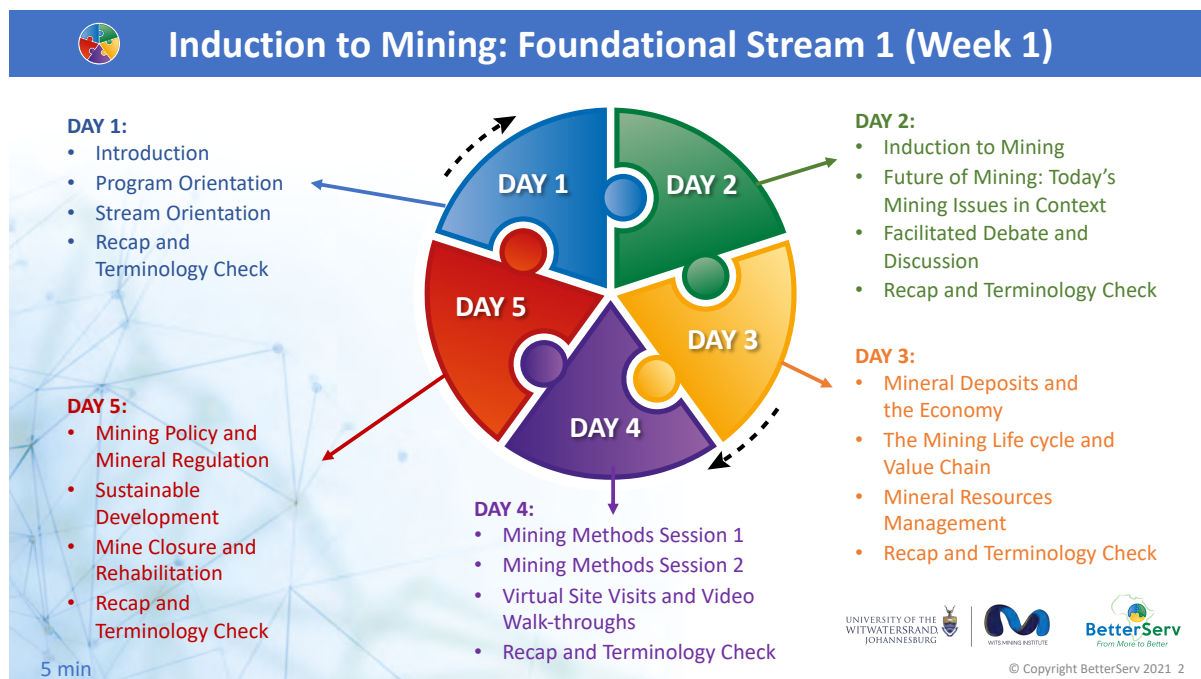 Induction to Mining: Foundational Stream 1 (Week 1)
DAY 1:
• Introduction
• Program Orientation
• Stream Orientation
• Recap and
Terminology Check
DAY 2:
• Induction to Mining
• Future of Mining: Today's
Mining Issues in Context
• Facilitated Debate and
Discussion
• Recap and Terminology Check
DAY 1
DAY 2
DAY 3
DAY 4
DAY 5
DAY 3:
• Mineral Deposits and
the Economy
• The Mining Life cycle and
Value Chain
• Mineral Resources
Management
• Recap and Terminology Check
DAY 4:
• Mining Methods Session 1
• Mining Methods Session 2
• Virtual Site Visits and Video
Walk-throughs
• Recap and Terminology Check
DAY 5:
• Mining Policy and
Mineral Regulation
• Sustainable
Development
• Mine Closure and
Rehabilitation
• Recap and
Terminology Check
5 min
UNIVERSITY OF THE
WITWATERSRAND,
JOHANNESBURG
WITS MINING INSTITUTE
BetterServ
From More to Better
© Copyright BetterServ 2021 2